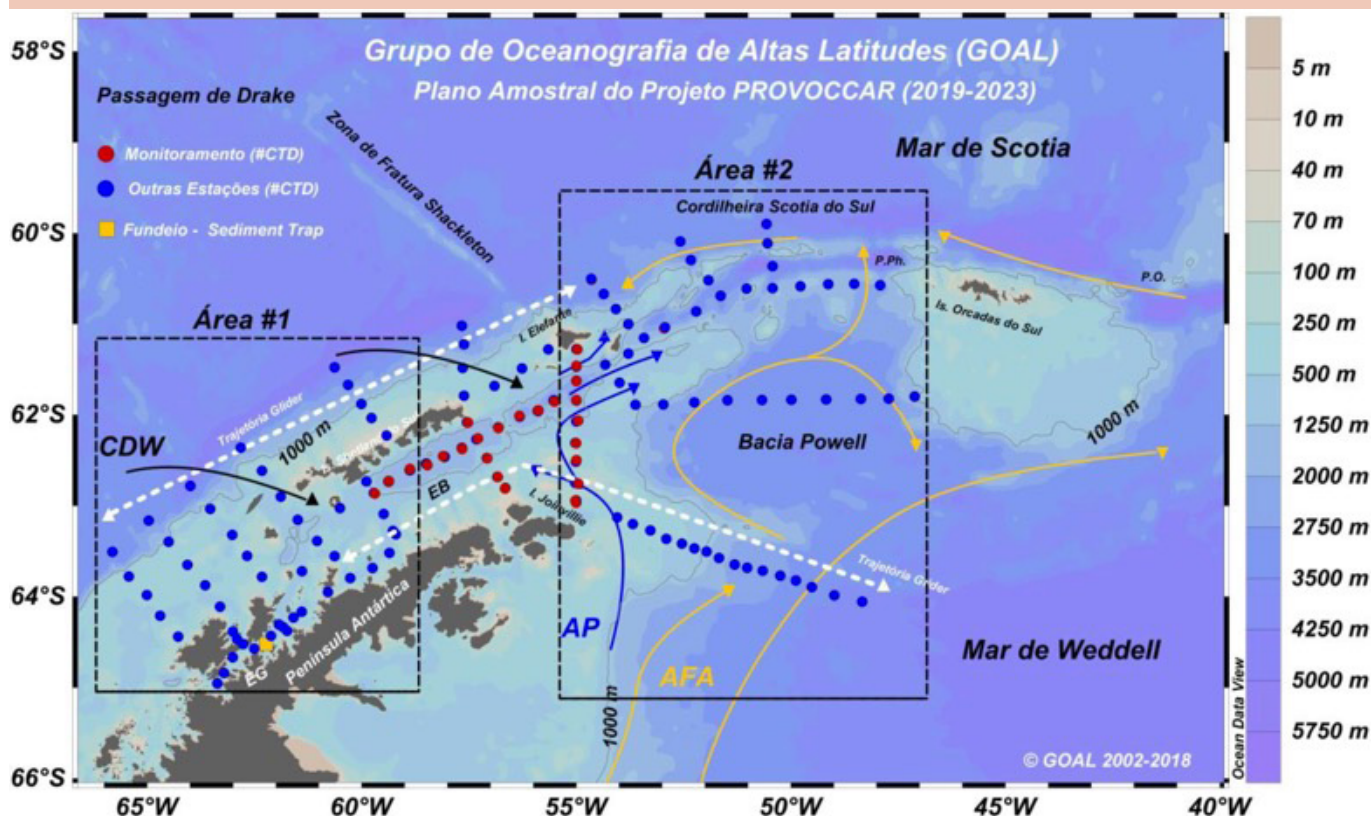 Grupo de Oceanografia de Altas Latitudes (GOAL)
Plano Amostral do Projeto PROVOCCAR (2019-2023)
Passagem de Drake
Monitoramento (#CTD)
Outras Estações (#CTD)
Fundeio - Sediment Trap
Zona de Fratura Shackleton
Mar de Scotia
Área #2
Cordilheira Scotia do Sul
P.Ph.
P.O.
Is. Orcadas do Sul
Área #1
I. Elefante
Trajetória Glider
1000 m
CDW
EB
I. Joinvillie
Bacia Powell
1000 m
Trajetória Glider
Península Antártica
EG
AP
AFA
1000 m
Mar de Weddell
© GOAL 2002-2018
Ocean Data View
58°S
60°S
62°S
64°S
66°S
65°W
60°W
55°W
50°W
45°W
40°W
5 m
10 m
40 m
70 m
100 m
250 m
500 m
1250 m
2000 m
2750 m
3500 m
4250 m
5000 m
5750 m